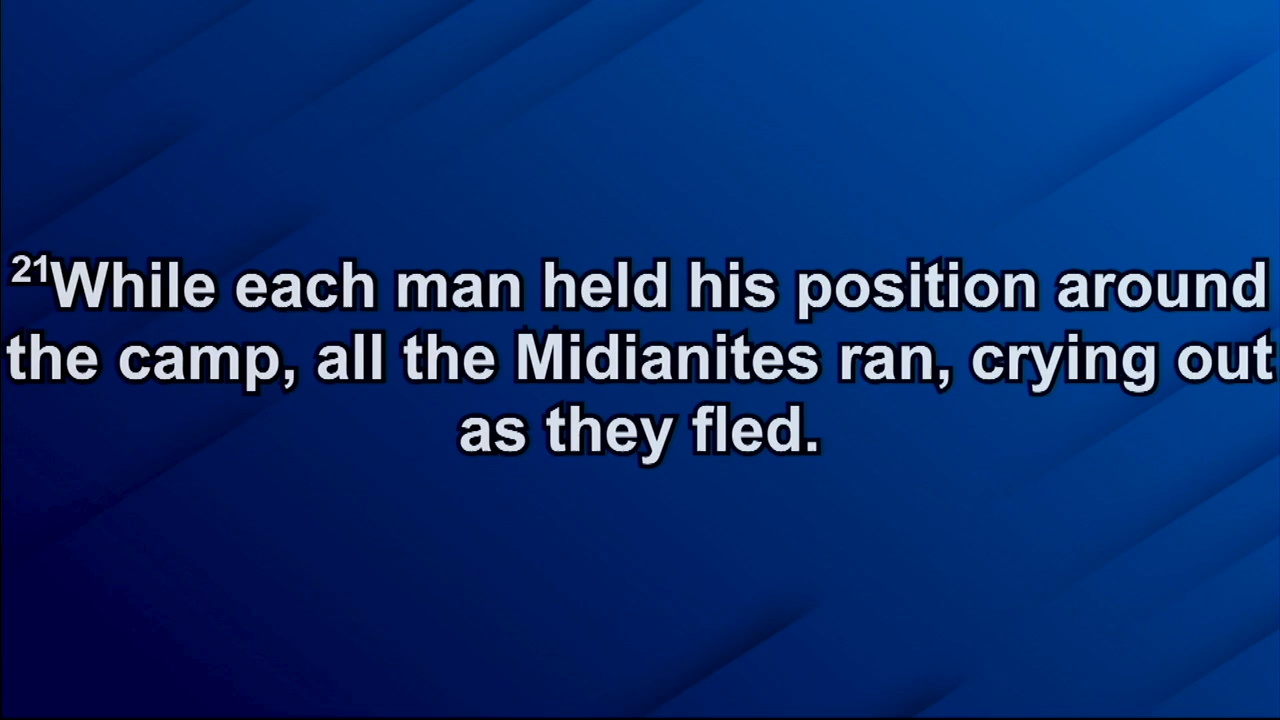 ²¹While each man held his position around
the camp, all the Midianites ran, crying out
as they fled.